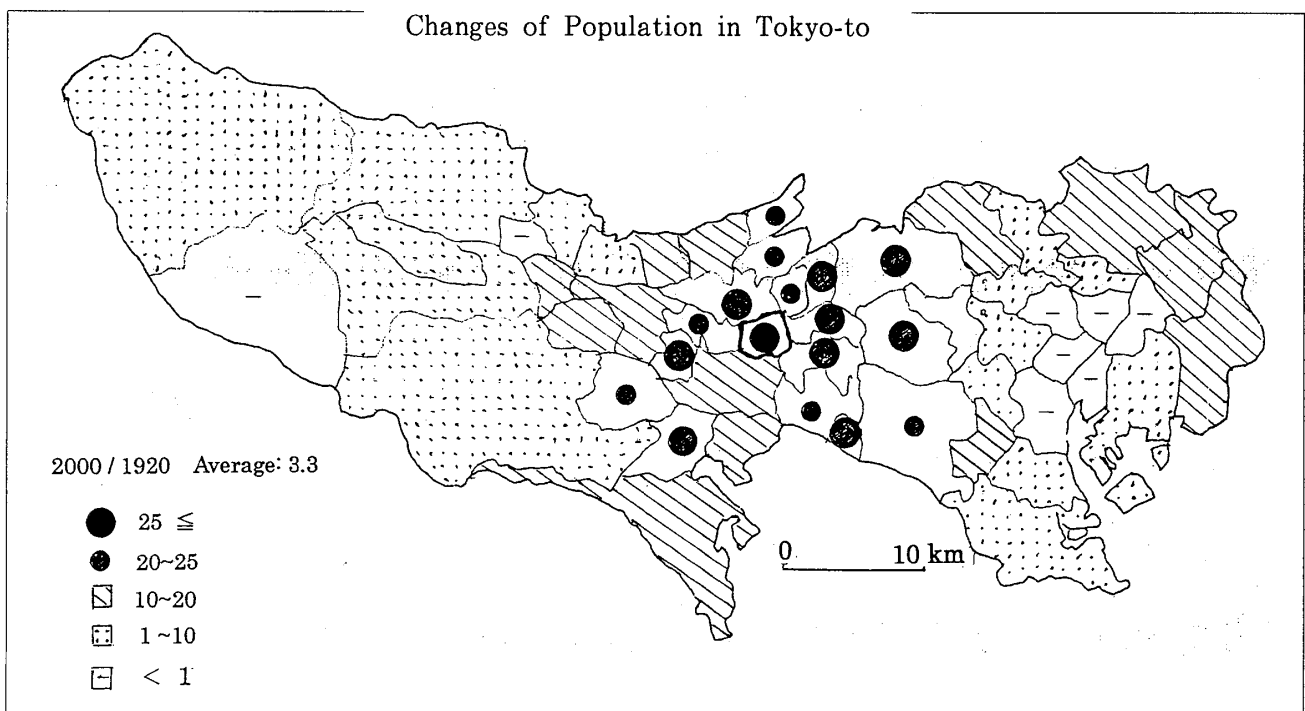 Changes of Population in Tokyo-to
2000 / 1920 Average: 3.3
25 ≦
20~25
10~20
1~10
< 1
0 10 km